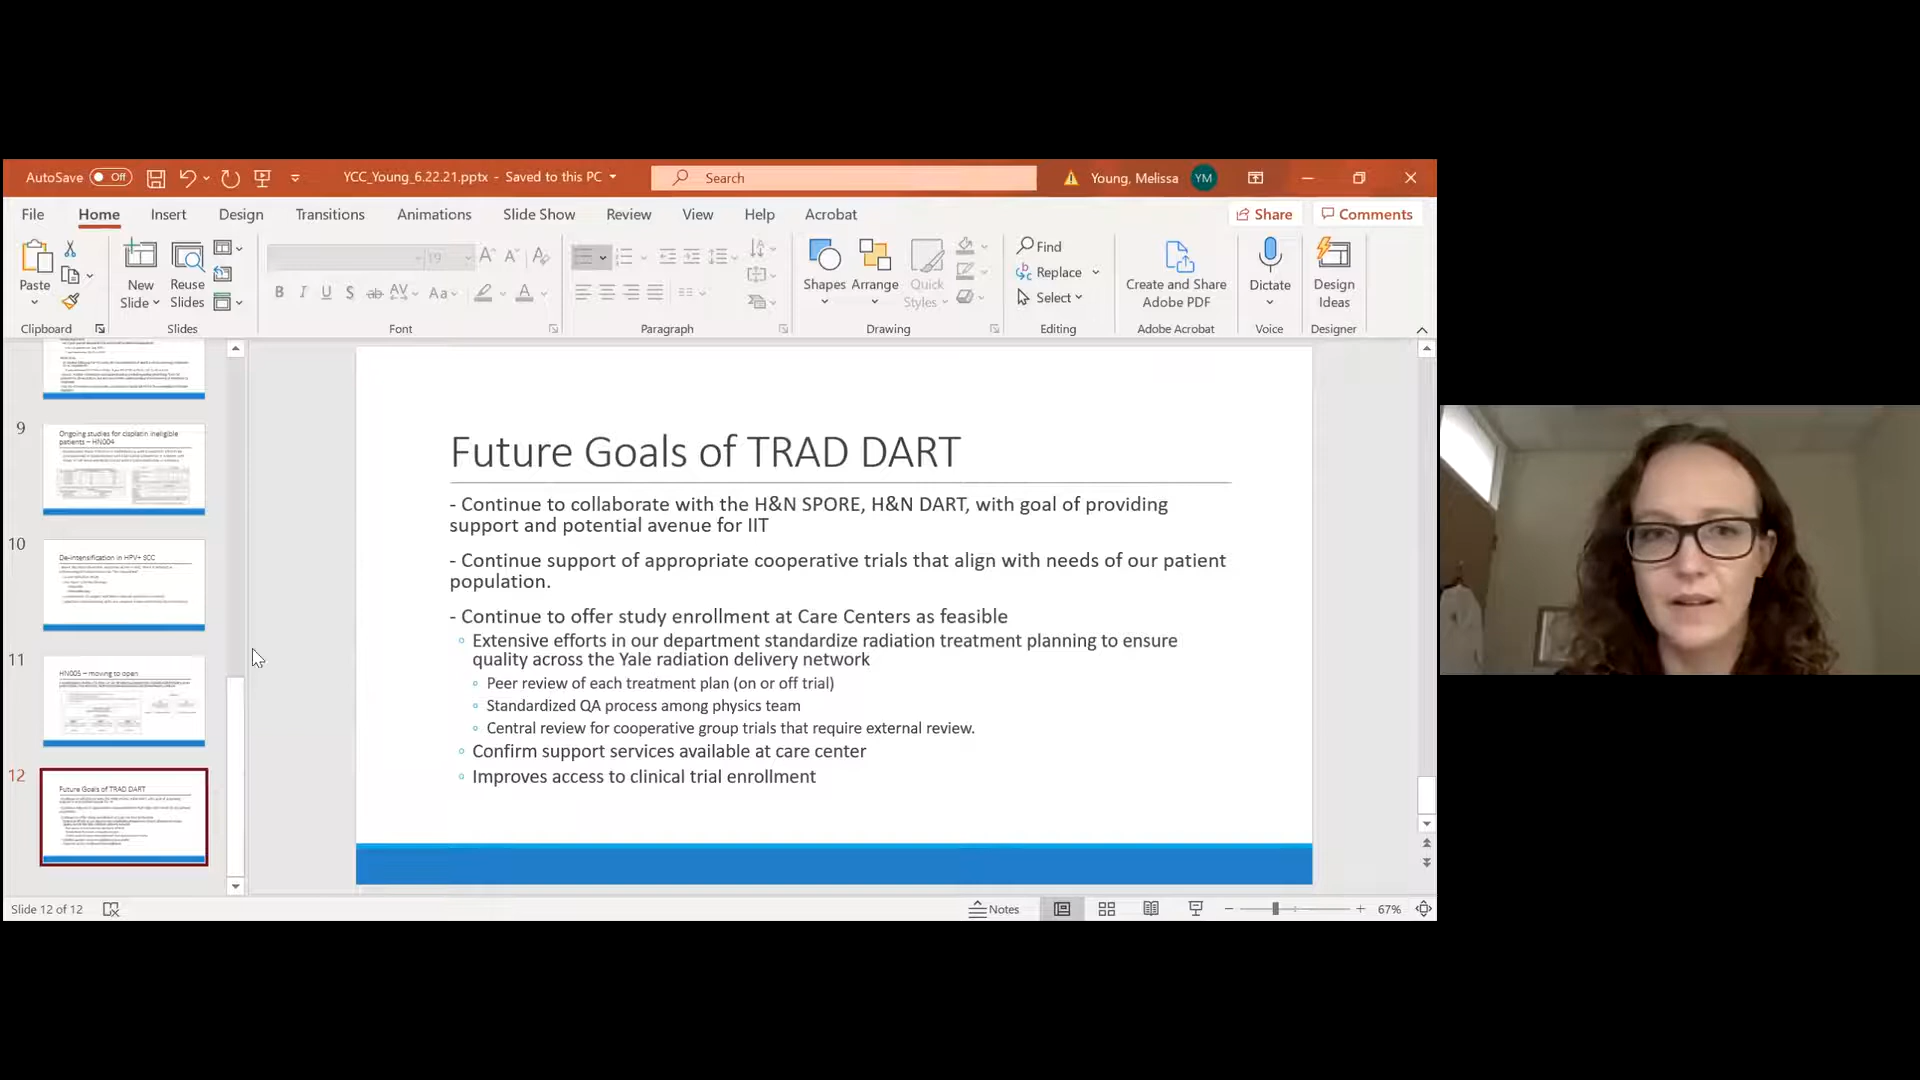 AutoSave Off YCC_Young_6.22.21.pptx - Saved to this PC Search Young, Melissa YM
File Home Insert Design Transitions Animations Slide Show Review View Help Acrobat Share Comments
19 Find
Replace
Select
Paste New Slide Reuse Slides Shapes Arrange Quick Styles Create and Share Adobe PDF Dictate Design Ideas
Clipboard Slides Font Paragraph Drawing Editing Adobe Acrobat Voice Designer
9
Ongoing studies for cisplatin ineligible
patients – HN004
10
De-intensification in HPV+ SCC
11
HN005 – moving to open
12
Future Goals of TRAD DART
Future Goals of TRAD DART
- Continue to collaborate with the H&N SPORE, H&N DART, with goal of providing
support and potential avenue for IIT
- Continue support of appropriate cooperative trials that align with needs of our patient
population.
- Continue to offer study enrollment at Care Centers as feasible
Extensive efforts in our department standardize radiation treatment planning to ensure
quality across the Yale radiation delivery network
Peer review of each treatment plan (on or off trial)
Standardized QA process among physics team
Central review for cooperative group trials that require external review.
Confirm support services available at care center
Improves access to clinical trial enrollment
Slide 12 of 12 Notes 67%